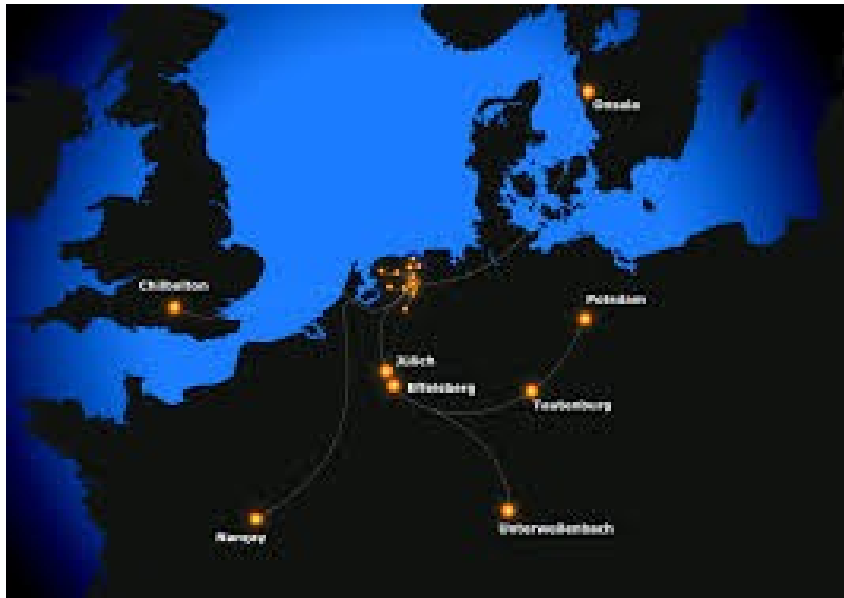 Onsala
Chilbolton
Potsdam
Jülich
Effelsberg
Tautenburg
Unterweilenbach
Nançay